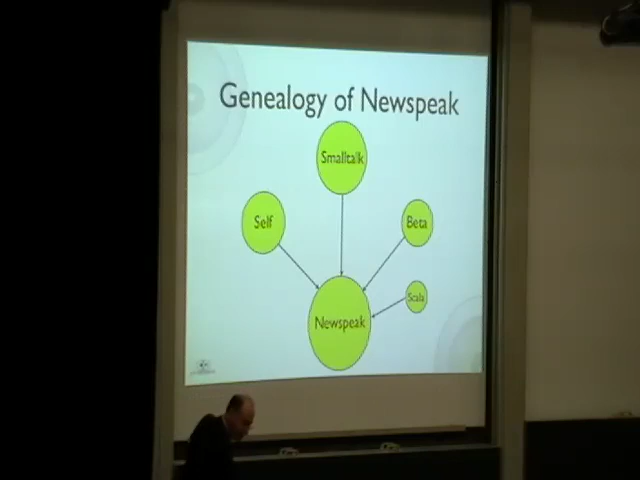 Genealogy of Newspeak
Smalltalk
Self
Beta
Scala
Newspeak